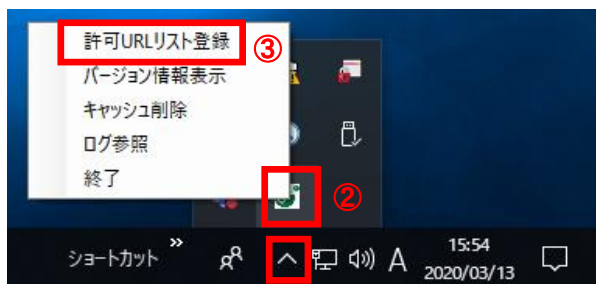 許可URLリスト登録
③
バージョン情報表示
キャッシュ削除
ログ参照
終了
②
ショートカット »
A
15:54
2020/03/13